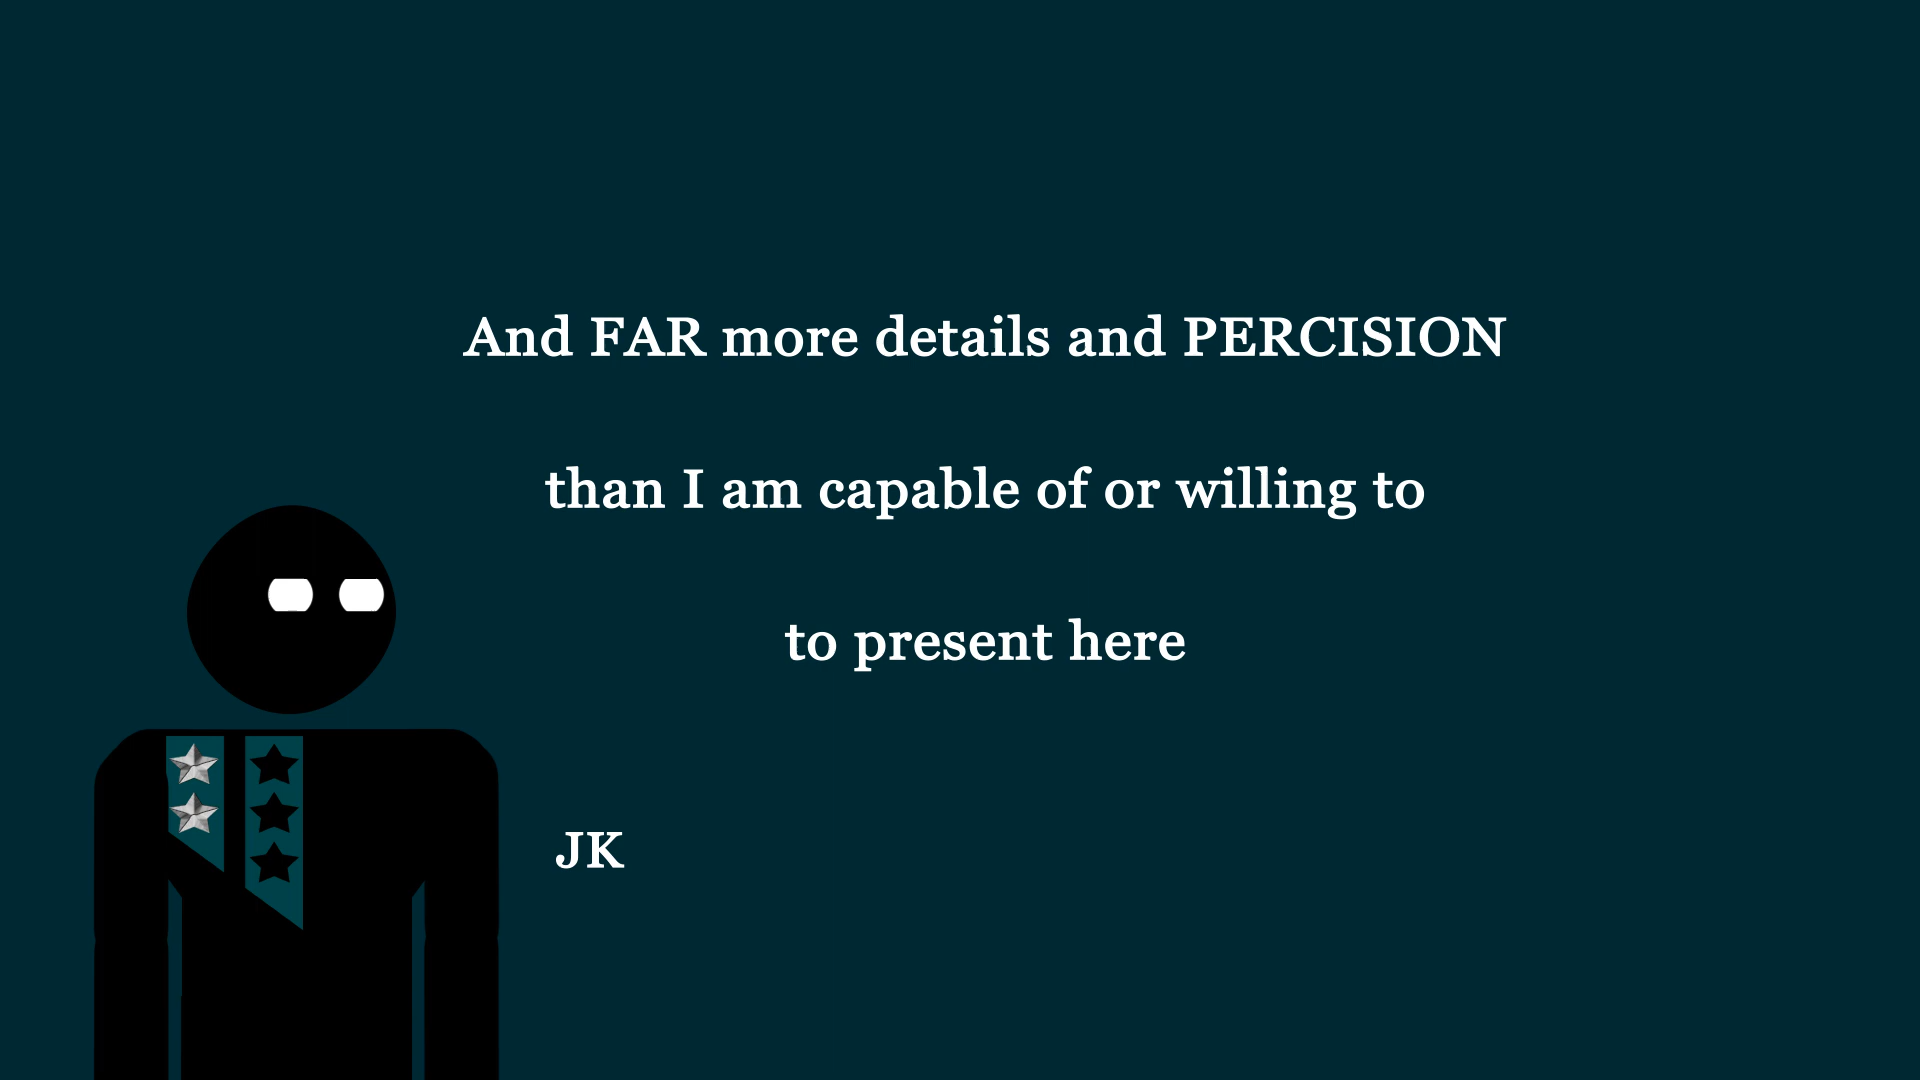 And FAR more details and PERCISION
than I am capable of or willing to
to present here
JK